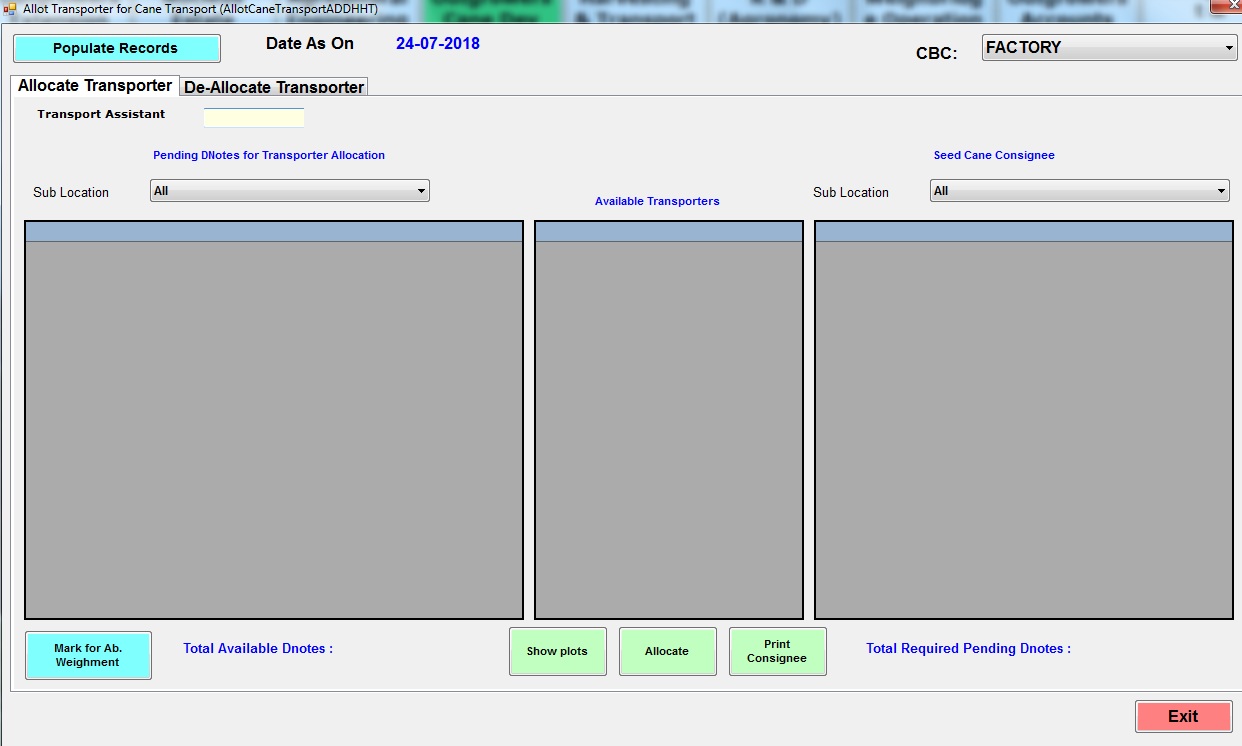 Allot Transporter for Cane Transport (AllotCaneTransportADDHHT)
Populate Records
Date As On
24-07-2018
CBC:
FACTORY
Allocate Transporter
De-Allocate Transporter
Transport Assistant
Pending DNotes for Transporter Allocation
Seed Cane Consignee
Sub Location
All
Available Transporters
Sub Location
All
Mark for Ab.
Weighment
Total Available Dnotes :
Show plots
Allocate
Print
Consignee
Total Required Pending Dnotes :
Exit